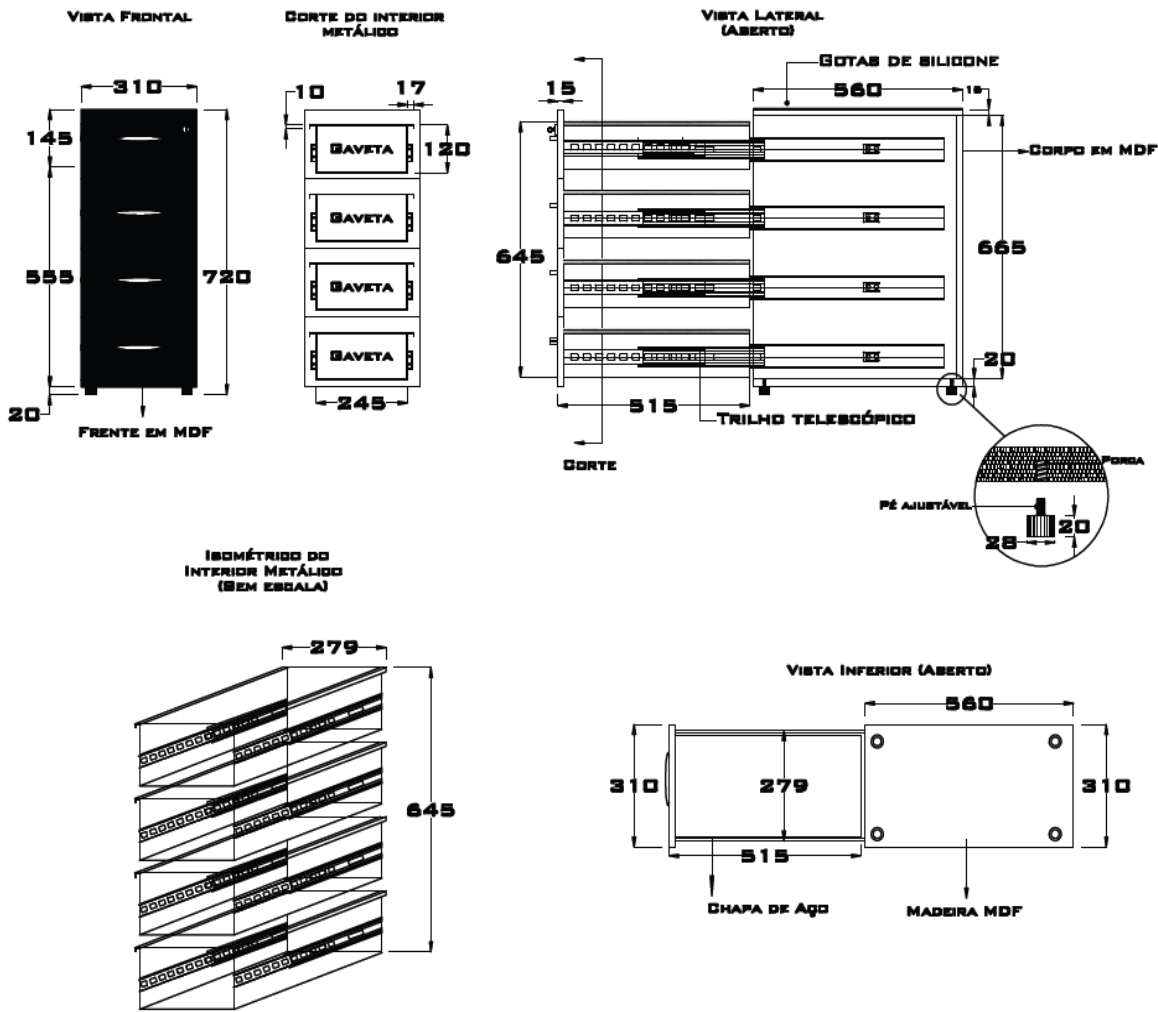 Vista Frontal
Corte do interior
metálico
Vista Lateral
(Aberto)
Gotas de silicone
310
10
17
15
560
145
Gaveta
120
Corpo em MDF
Gaveta
555
720
645
665
Gaveta
Gaveta
20
20
245
515
Trilho telescópico
Frente em MDF
Corte
Porca
Pé ajustável
20
28
Isométrico do
Interior Metálico
(Sem escala)
279
Vista Inferior (Aberto)
560
310
279
310
645
515
Chapa de Aço
Madeira MDF